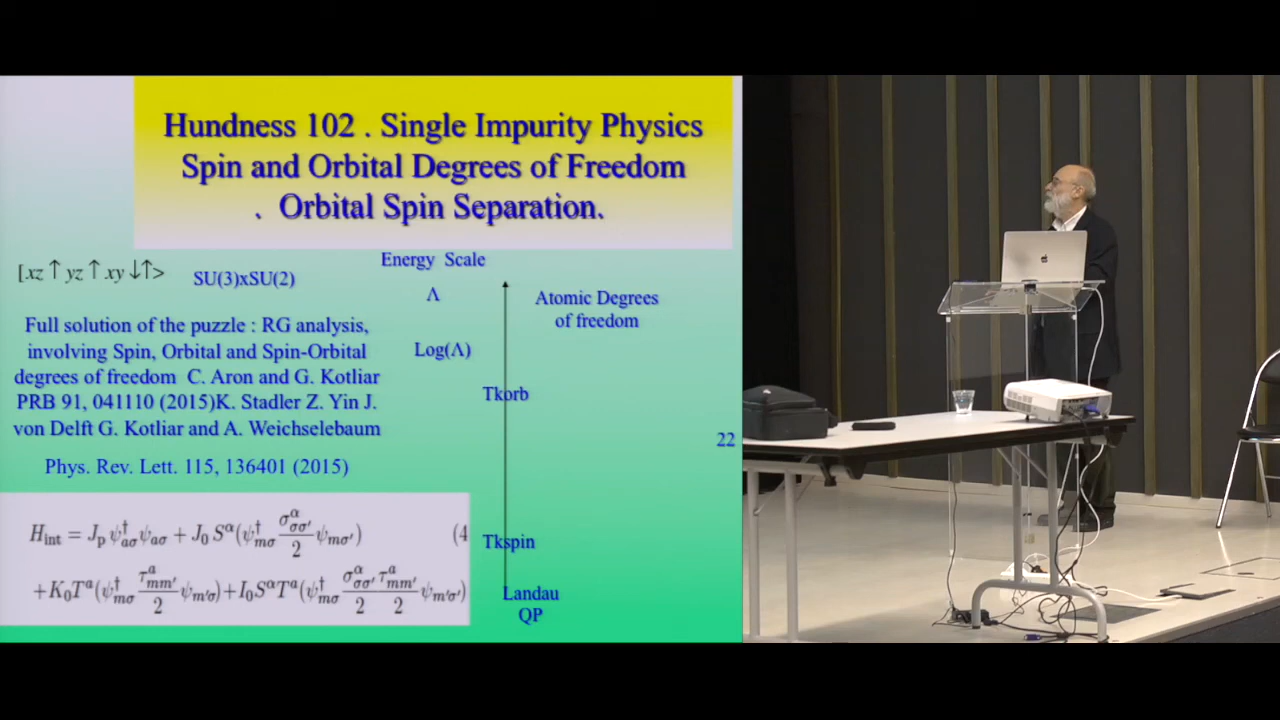 Hundness 102 . Single Impurity Physics
Spin and Orbital Degrees of Freedom
. Orbital Spin Separation.
[xz ↑ yz ↑ xy ↓↑>
SU(3)xSU(2)
Full solution of the puzzle : RG analysis,
involving Spin, Orbital and Spin-Orbital
degrees of freedom C. Aron and G. Kotliar
PRB 91, 041110 (2015)K. Stadler Z. Yin J.
von Delft G. Kotliar and A. Weichselebaum
Phys. Rev. Lett. 115, 136401 (2015)
Energy Scale
Λ
Log(Λ)
Atomic Degrees
of freedom
Tkorb
22
Tkspin
Landau
QP
H_int = J_p ψ†_{aσ} ψ_{aσ} + J_0 S^α (ψ†_{mσ} σ^α_{σσ'}/2 ψ_{mσ'}) (4
+K_0 T^a (ψ†_{mσ} τ^a_{mm'}/2 ψ_{m'σ}) + I_0 S^α T^a (ψ†_{mσ} σ^α_{σσ'}/2 τ^a_{mm'}/2 ψ_{m'σ'})